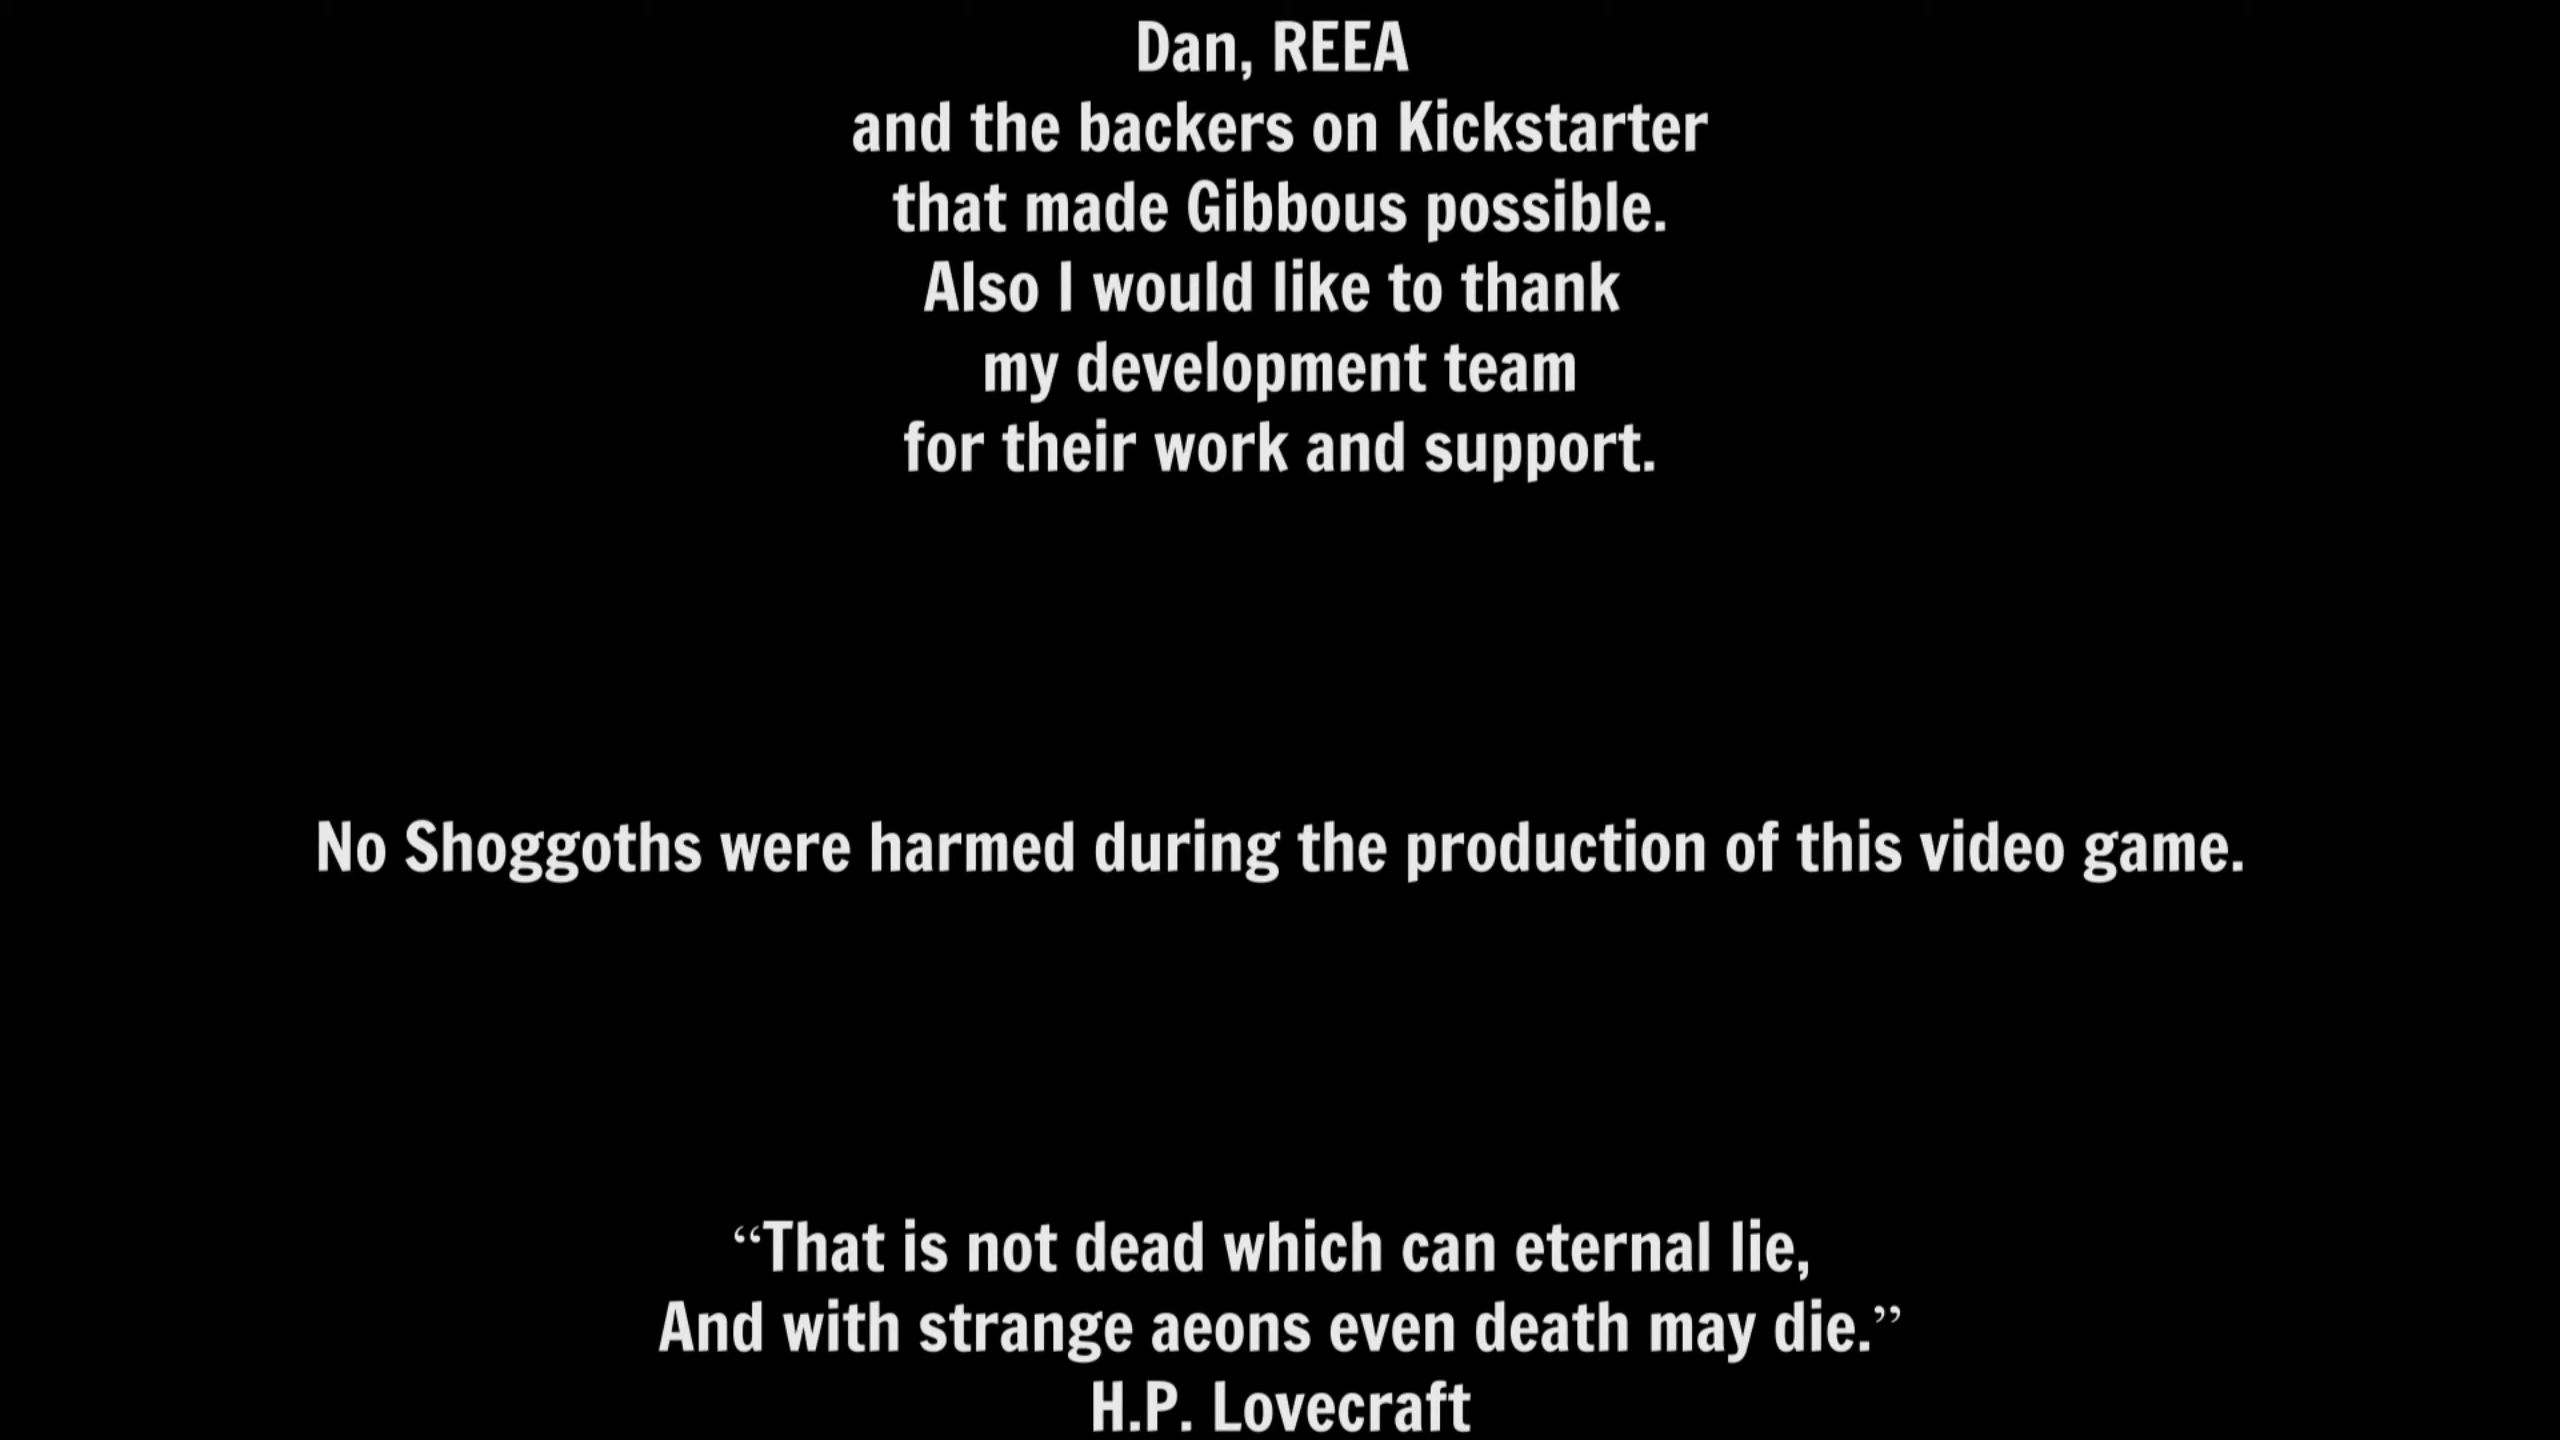 Dan, REEA
and the backers on Kickstarter
that made Gibbous possible.
Also I would like to thank
my development team
for their work and support.
No Shoggoths were harmed during the production of this video game.
“That is not dead which can eternal lie,
And with strange aeons even death may die.”
H.P. Lovecraft